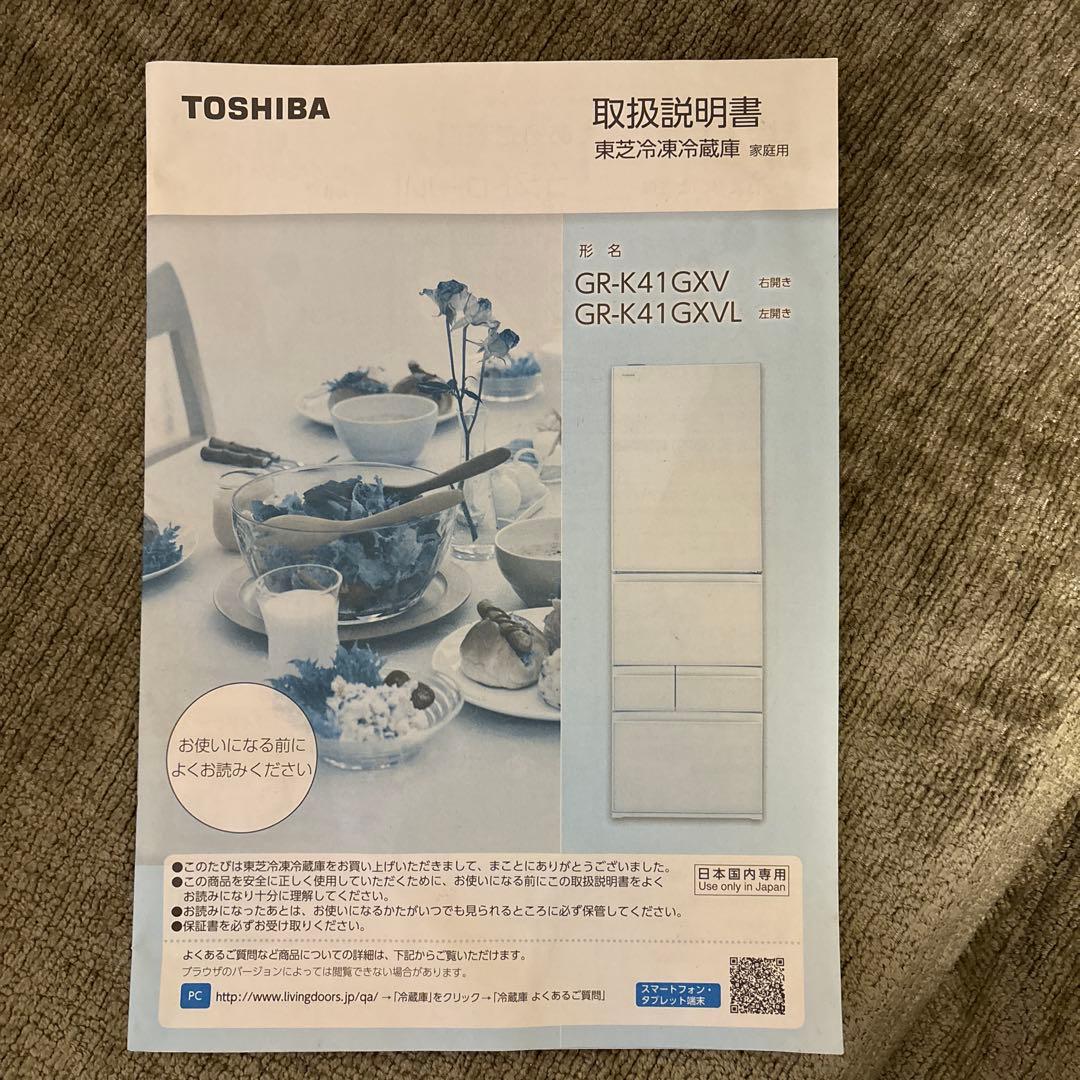 TOSHIBA
取扱説明書
東芝冷凍冷蔵庫 家庭用
形 名
GR-K41GXV 右開き
GR-K41GXVL 左開き
TOSHIBA
お使いになる前に
よくお読みください
●このたびは東芝冷凍冷蔵庫をお買い上げいただきまして、まことにありがとうございました。
●この商品を安全に正しく使用していただくために、お使いになる前にこの取扱説明書をよく
お読みになり十分に理解してください。
●お読みになったあとは、お使いになるかたがいつでも見られるところに必ず保管してください。
●保証書を必ずお受け取りください。
日本国内専用
Use only in Japan
よくあるご質問など商品についての詳細は、下記からご覧いただけます。
ブラウザのバージョンによっては閲覧できない場合があります。
PC http://www.livingdoors.jp/qa/ →「冷蔵庫」をクリック→「冷蔵庫 よくあるご質問」
スマートフォン・
タブレット端末